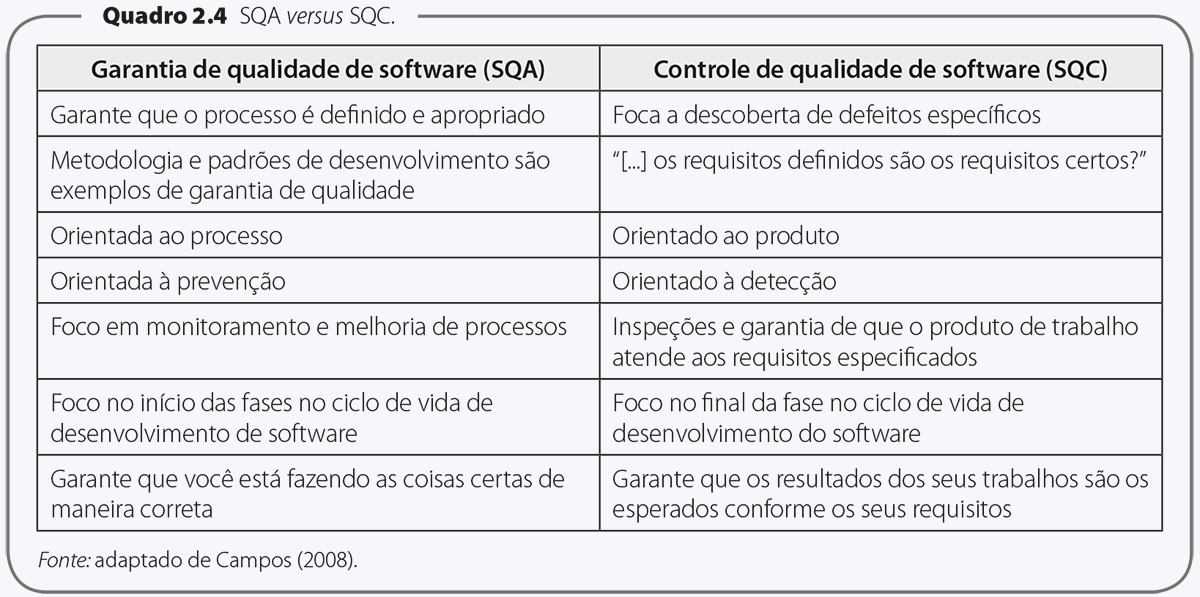 Quadro 2.4 SQA versus SQC.
Garantia de qualidade de software (SQA)
Controle de qualidade de software (SQC)
Garante que o processo é definido e apropriado
Foca a descoberta de defeitos específicos
Metodologia e padrões de desenvolvimento são
exemplos de garantia de qualidade
“[...] os requisitos definidos são os requisitos certos?”
Orientada ao processo
Orientado ao produto
Orientada à prevenção
Orientado à detecção
Foco em monitoramento e melhoria de processos
Inspeções e garantia de que o produto de trabalho
atende aos requisitos especificados
Foco no início das fases no ciclo de vida de
desenvolvimento de software
Foco no final da fase no ciclo de vida de
desenvolvimento do software
Garante que você está fazendo as coisas certas de
maneira correta
Garante que os resultados dos seus trabalhos são os
esperados conforme os seus requisitos
Fonte: adaptado de Campos (2008).